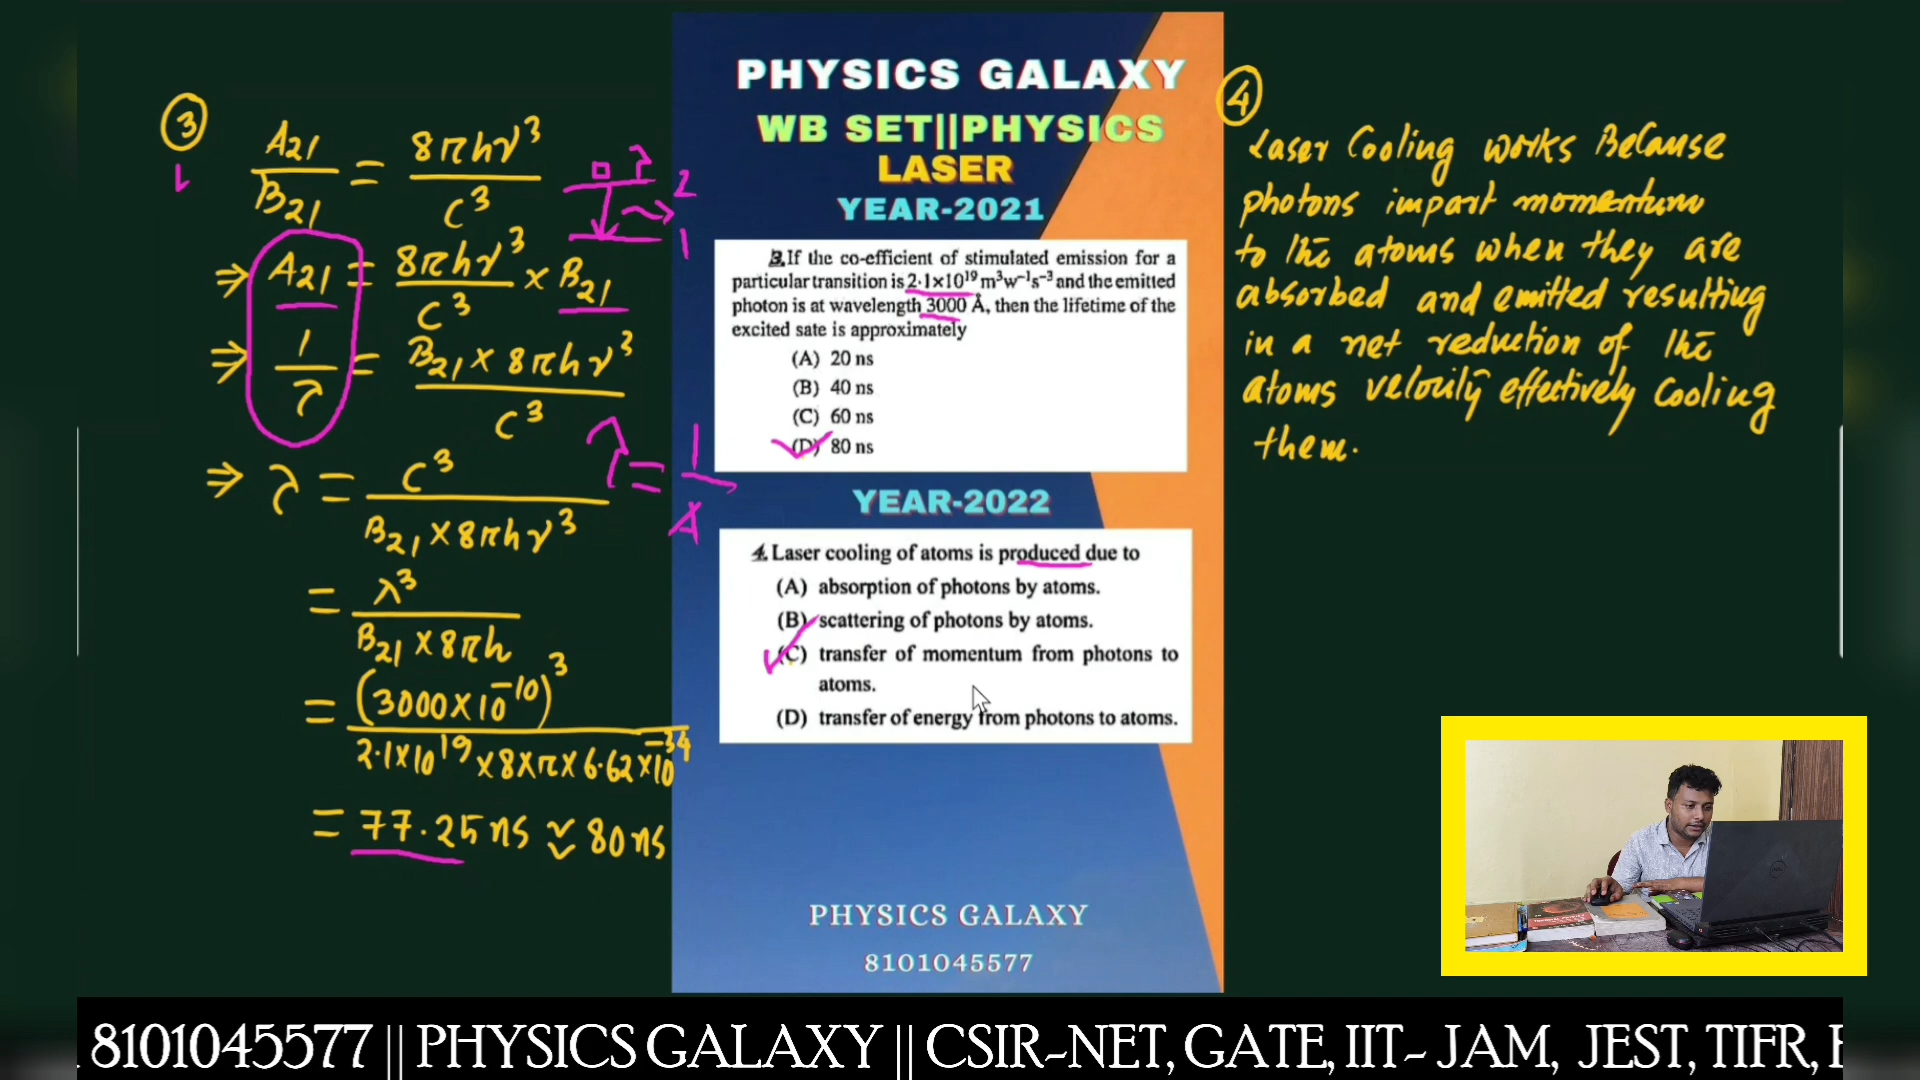 ③
A21 / B21 = 8πhν³ / c³
⇒ A21 = 8πhν³ / c³ × B21
⇒ 1 / τ = B21 × 8πhν³ / c³
⇒ τ = c³ / B21 × 8πhν³
= λ³ / B21 × 8πh
= (3000×10⁻¹⁰)³ / 2.1×10¹⁹ × 8×π×6.62×10⁻³⁴
= 77.25 ns ≈ 80 ns
2
1
τ = 1 / A
PHYSICS GALAXY
WB SET||PHYSICS
LASER
YEAR-2021
3. If the co-efficient of stimulated emission for a
particular transition is 2·1×10¹⁹ m³w⁻¹s⁻³ and the emitted
photon is at wavelength 3000 Å, then the lifetime of the
excited sate is approximately
(A) 20 ns
(B) 40 ns
(C) 60 ns
(D) 80 ns
YEAR-2022
4. Laser cooling of atoms is produced due to
(A) absorption of photons by atoms.
(B) scattering of photons by atoms.
(C) transfer of momentum from photons to
atoms.
(D) transfer of energy from photons to atoms.
PHYSICS GALAXY
8101045577
④
Laser Cooling works Because
photons impart momentum
to the atoms when they are
absorbed and emitted resulting
in a net reduction of the
atoms velocity effectively cooling
them.
8101045577 || PHYSICS GALAXY || CSIR-NET, GATE, IIT- JAM, JEST, TIFR,